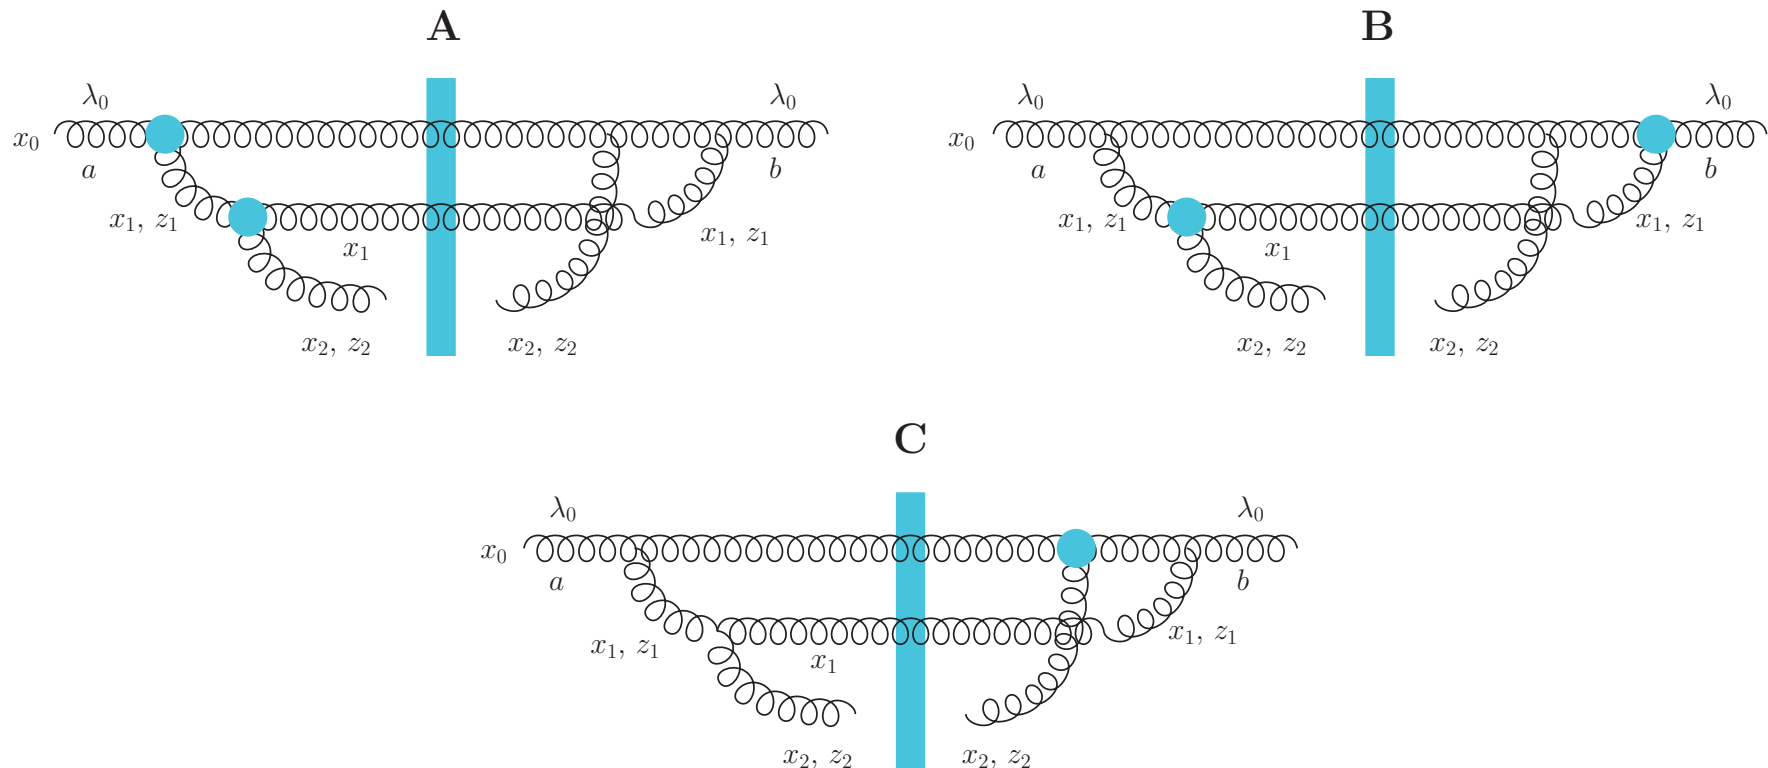 A
B
λ₀ λ₀ λ₀ λ₀
x₀ x₀
a b a b
x₁, z₁ x₁ x₁, z₁ x₁, z₁ x₁ x₁, z₁
x₂, z₂ x₂, z₂ x₂, z₂ x₂, z₂
C
λ₀ λ₀
x₀
a b
x₁, z₁ x₁ x₁, z₁
x₂, z₂ x₂, z₂